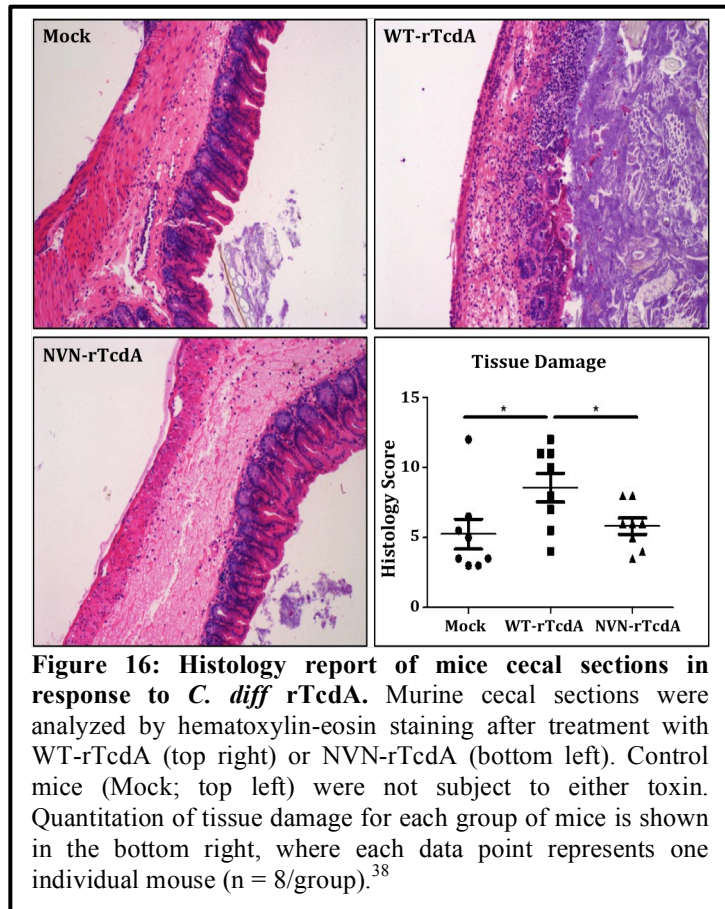 Mock
WT-rTcdA
NVN-rTcdA
Tissue Damage
* *
Histology Score
15
10
5
0
Mock WT-rTcdA NVN-rTcdA
Figure 16: Histology report of mice cecal sections in
response to C. diff rTcdA. Murine cecal sections were
analyzed by hematoxylin-eosin staining after treatment with
WT-rTcdA (top right) or NVN-rTcdA (bottom left). Control
mice (Mock; top left) were not subject to either toxin.
Quantitation of tissue damage for each group of mice is shown
in the bottom right, where each data point represents one
individual mouse (n = 8/group).38